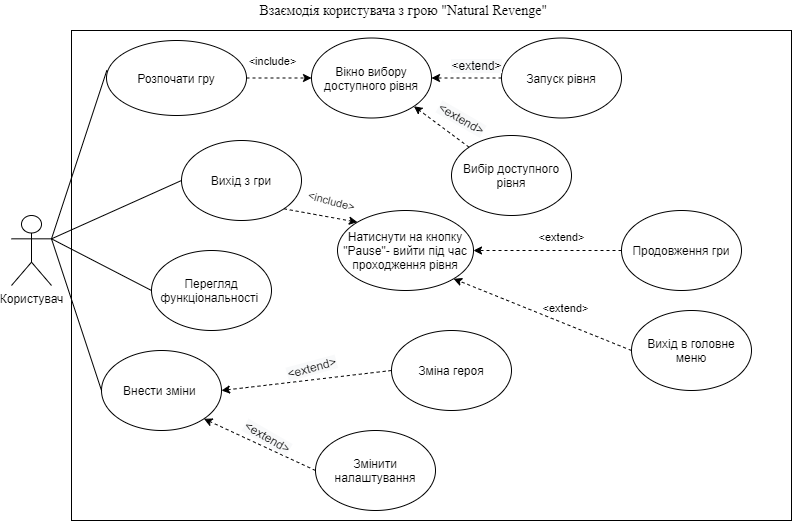 Взаємодія користувача з грою "Natural Revenge"
Розпочати гру
<include>
Вікно вибору
доступного рівня
<extend>
Запуск рівня
<extend>
Вибір доступного
рівня
Вихід з гри
<include>
Натиснути на кнопку
"Pause"- вийти під час
проходження рівня
<extend>
Продовження гри
Користувач
Перегляд
функціональності
<extend>
Вихід в головне
меню
Внести зміни
<extend>
Зміна героя
<extend>
Змінити
налаштування